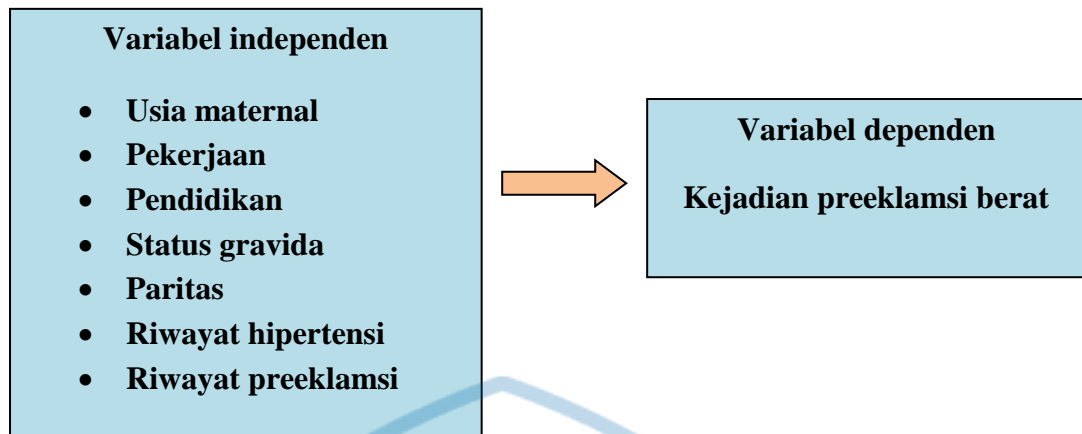 Variabel independen
• Usia maternal
• Pekerjaan
• Pendidikan
• Status gravida
• Paritas
• Riwayat hipertensi
• Riwayat preeklamsi
Variabel dependen
Kejadian preeklamsi berat